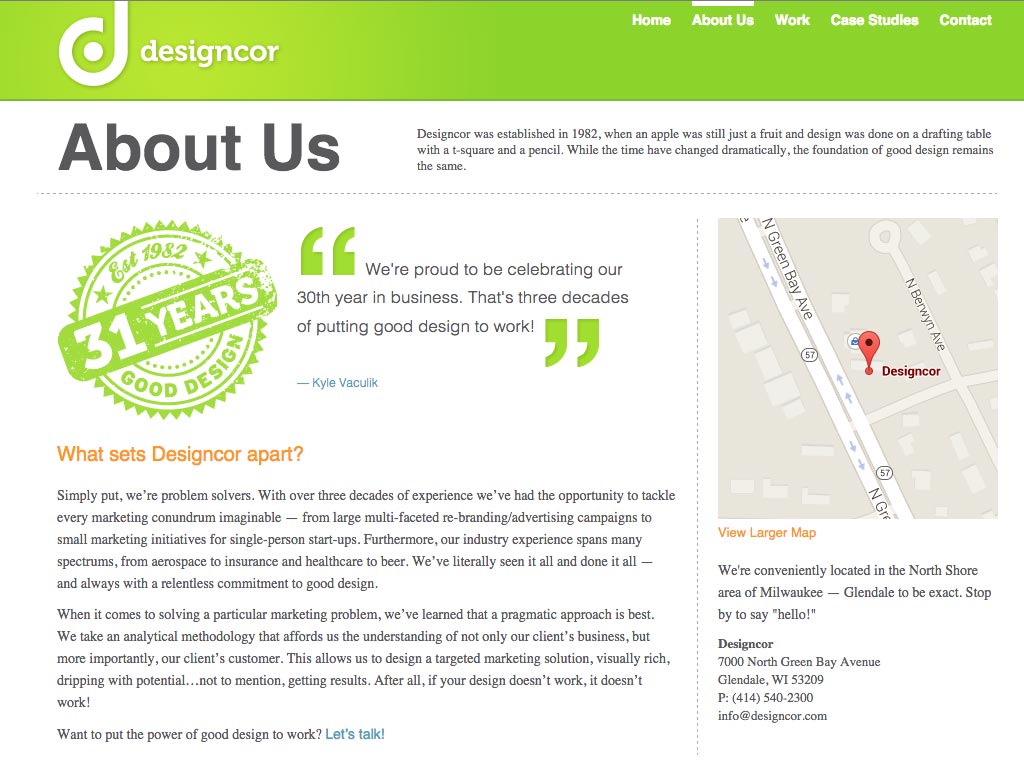 designcor
Home About Us Work Case Studies Contact
About Us
Designcor was established in 1982, when an apple was still just a fruit and design was done on a drafting table
with a t-square and a pencil. While the time have changed dramatically, the foundation of good design remains
the same.
Est 1982
31 YEARS
GOOD DESIGN
“ We're proud to be celebrating our
30th year in business. That's three decades
of putting good design to work! ”
— Kyle Vaculik
What sets Designcor apart?
Simply put, we’re problem solvers. With over three decades of experience we’ve had the opportunity to tackle
every marketing conundrum imaginable — from large multi-faceted re-branding/advertising campaigns to
small marketing initiatives for single-person start-ups. Furthermore, our industry experience spans many
spectrums, from aerospace to insurance and healthcare to beer. We’ve literally seen it all and done it all —
and always with a relentless commitment to good design.
When it comes to solving a particular marketing problem, we’ve learned that a pragmatic approach is best.
We take an analytical methodology that affords us the understanding of not only our client’s business, but
more importantly, our client’s customer. This allows us to design a targeted marketing solution, visually rich,
dripping with potential…not to mention, getting results. After all, if your design doesn’t work, it doesn’t
work!
Want to put the power of good design to work? Let’s talk!
N Green Bay Ave
N Berwyn Ave
57
Designcor
57
N Gre
View Larger Map
We're conveniently located in the North Shore
area of Milwaukee — Glendale to be exact. Stop
by to say "hello!"
Designcor
7000 North Green Bay Avenue
Glendale, WI 53209
P: (414) 540-2300
info@designcor.com